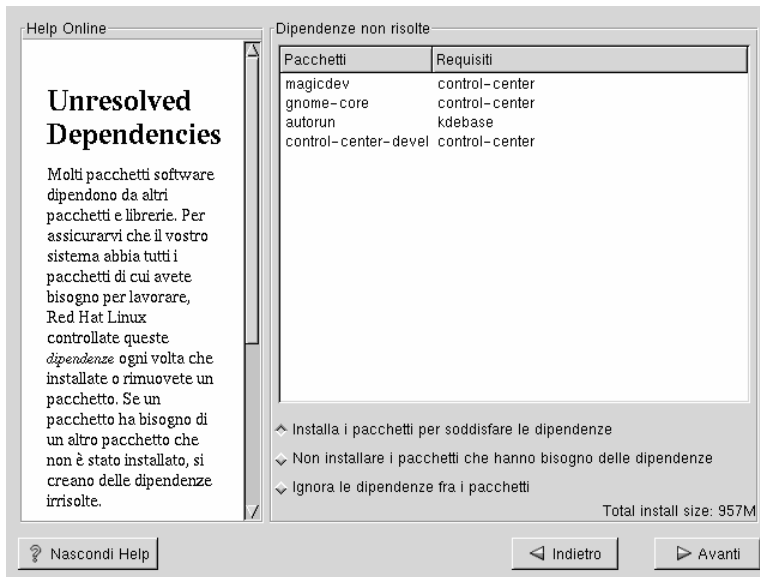 Help Online
Unresolved
Dependencies
Molti pacchetti software
dipendono da altri
pacchetti e librerie. Per
assicurarvi che il vostro
sistema abbia tutti i
pacchetti di cui avete
bisogno per lavorare,
Red Hat Linux
controllate queste
dipendenze ogni volta che
installate o rimuovete un
pacchetto. Se un
pacchetto ha bisogno di
un altro pacchetto che
non è stato installato, si
creano delle dipendenze
irrisolte.
Dipendenze non risolte
Pacchetti Requisiti
magicdev control-center
gnome-core control-center
autorun kdebase
control-center-devel control-center
Installa i pacchetti per soddisfare le dipendenze
Non installare i pacchetti che hanno bisogno delle dipendenze
Ignora le dipendenze fra i pacchetti
Total install size: 957M
Nascondi Help
Indietro
Avanti